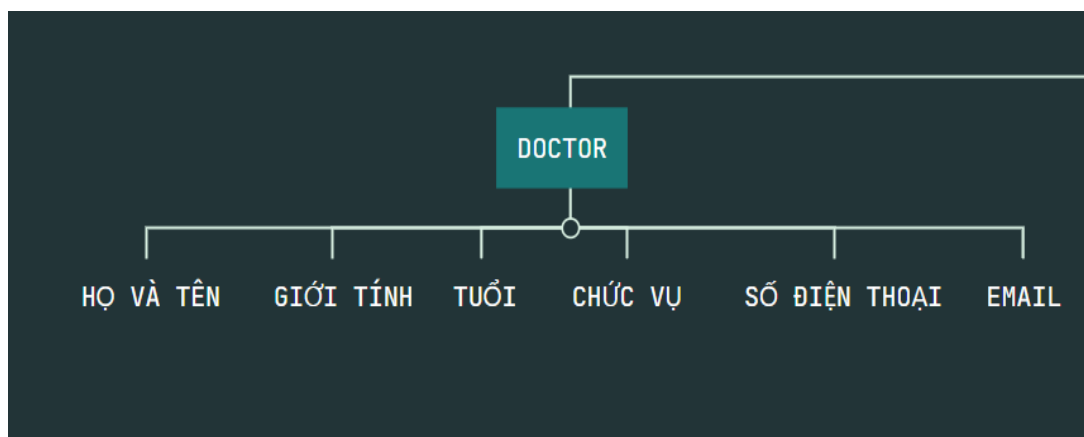 DOCTOR
HỌ VÀ TÊN GIỚI TÍNH TUỔI CHỨC VỤ SỐ ĐIỆN THOẠI EMAIL